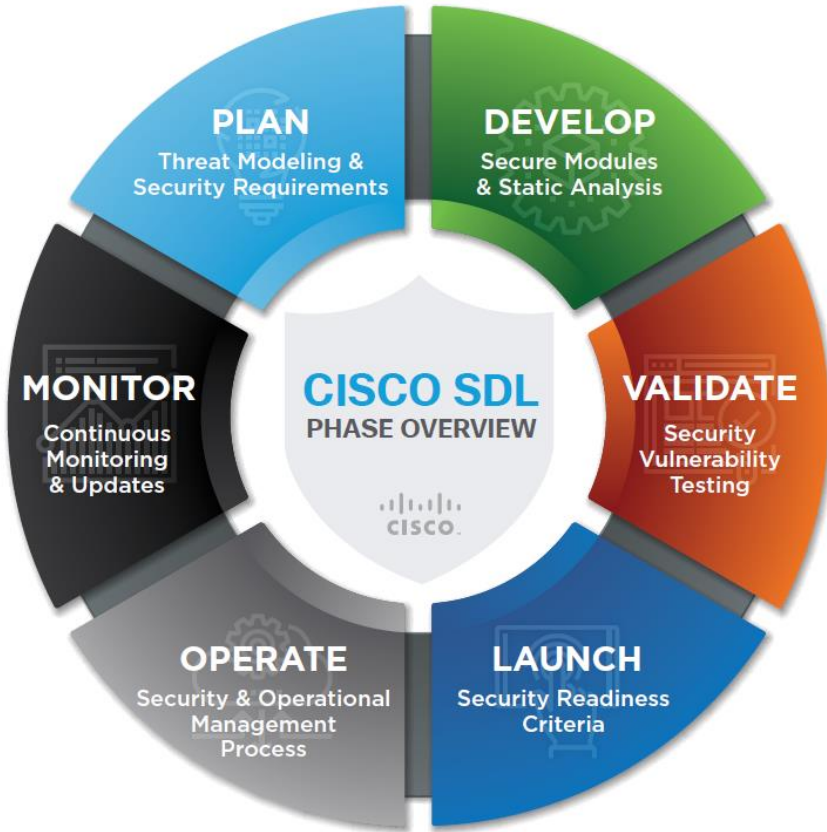 PLAN
Threat Modeling &
Security Requirements
DEVELOP
Secure Modules
& Static Analysis
VALIDATE
Security
Vulnerability
Testing
LAUNCH
Security Readiness
Criteria
OPERATE
Security & Operational
Management
Process
MONITOR
Continuous
Monitoring
& Updates
CISCO SDL
PHASE OVERVIEW
CISCO.